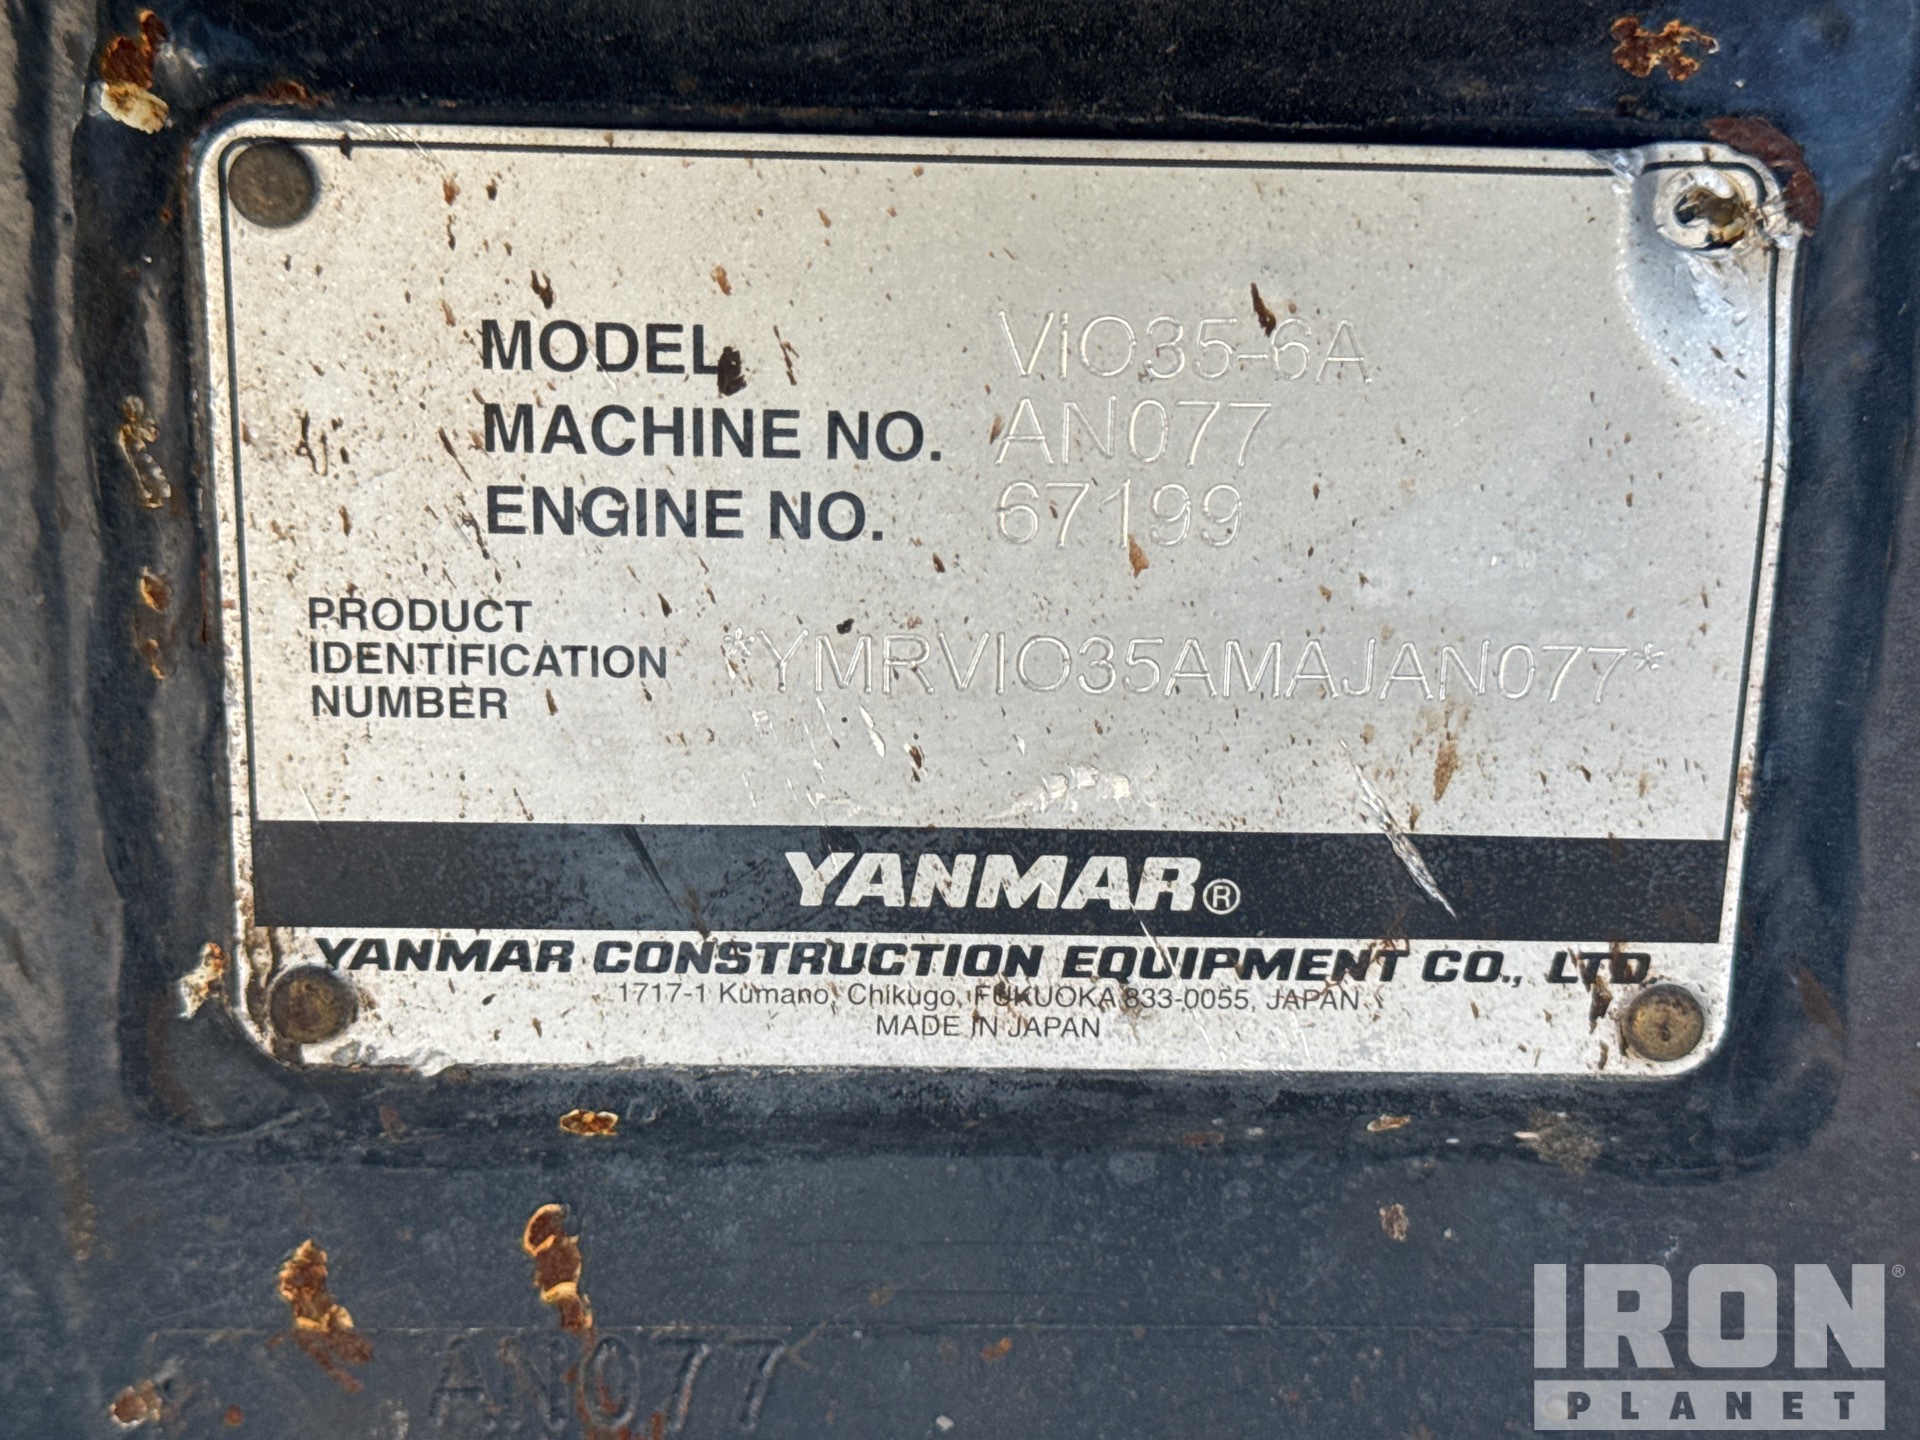 MODEL ViO35-6A
MACHINE NO. AN077
ENGINE NO. 67199
PRODUCT
IDENTIFICATION
NUMBER
*YMRVIO35AMAJAN077*
YANMAR®
YANMAR CONSTRUCTION EQUIPMENT CO., LTD.
1717-1 Kumano, Chikugo, FUKUOKA 833-0055, JAPAN
MADE IN JAPAN
AN077
IRON®
PLANET